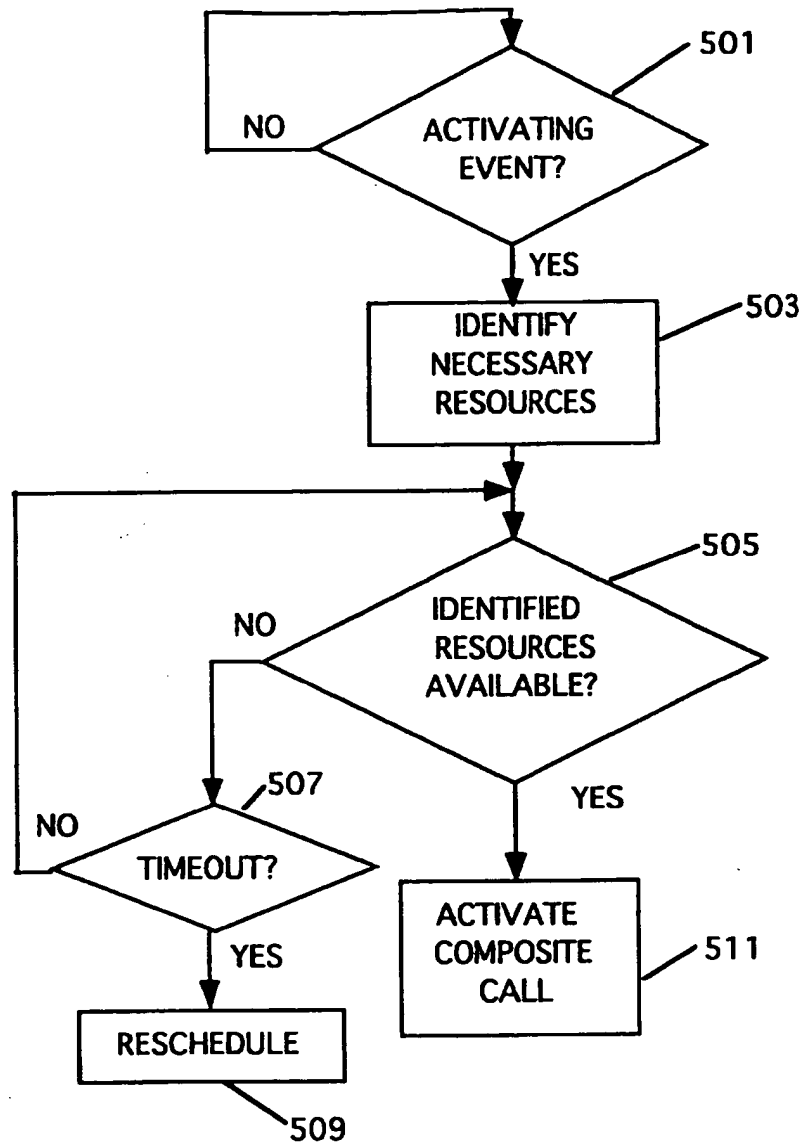 501
NO
ACTIVATING
EVENT?
YES
503
IDENTIFY
NECESSARY
RESOURCES
505
NO
IDENTIFIED
RESOURCES
AVAILABLE?
507
YES
NO
TIMEOUT?
ACTIVATE
COMPOSITE
CALL
511
YES
RESCHEDULE
509